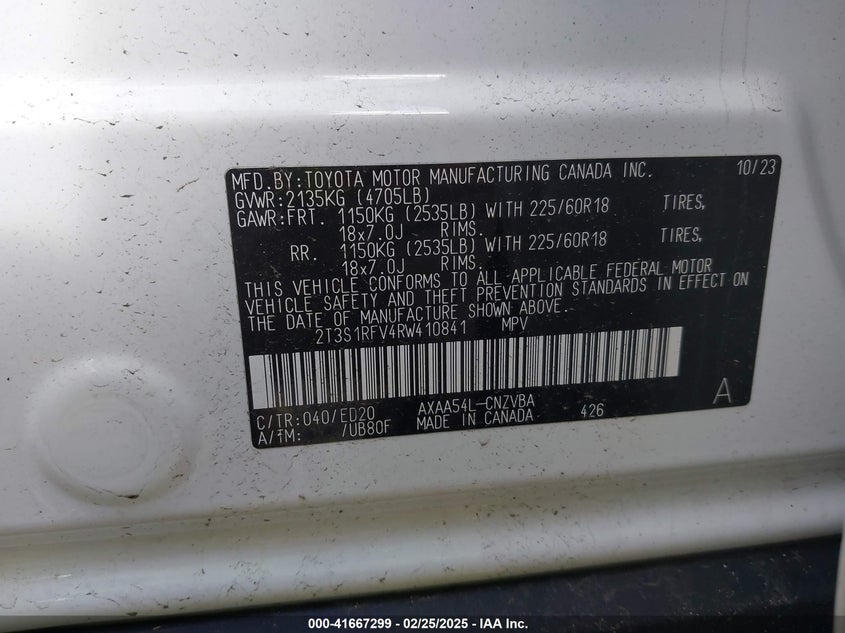 MFD.BY:TOYOTA MOTOR MANUFACTURING CANADA INC. 10/23
GVWR:2135KG (4705LB)
GAWR:FRT. 1150KG (2535LB) WITH 225/60R18 TIRES,
18x7.0J RIMS.
RR. 1150KG (2535LB) WITH 225/60R18 TIRES,
18x7.0J RIMS.
THIS VEHICLE CONFORMS TO ALL APPLICABLE FEDERAL MOTOR
VEHICLE SAFETY AND THEFT PREVENTION STANDARDS IN EFFECT ON
THE DATE OF MANUFACTURE SHOWN ABOVE.
2T3S1RFV4RW410841 MPV
C/TR:040/ED20 AXAA54L-CNZVBA 426 A
A/TM: /UB80F MADE IN CANADA
000-41667299 - 02/25/2025 - IAA Inc.